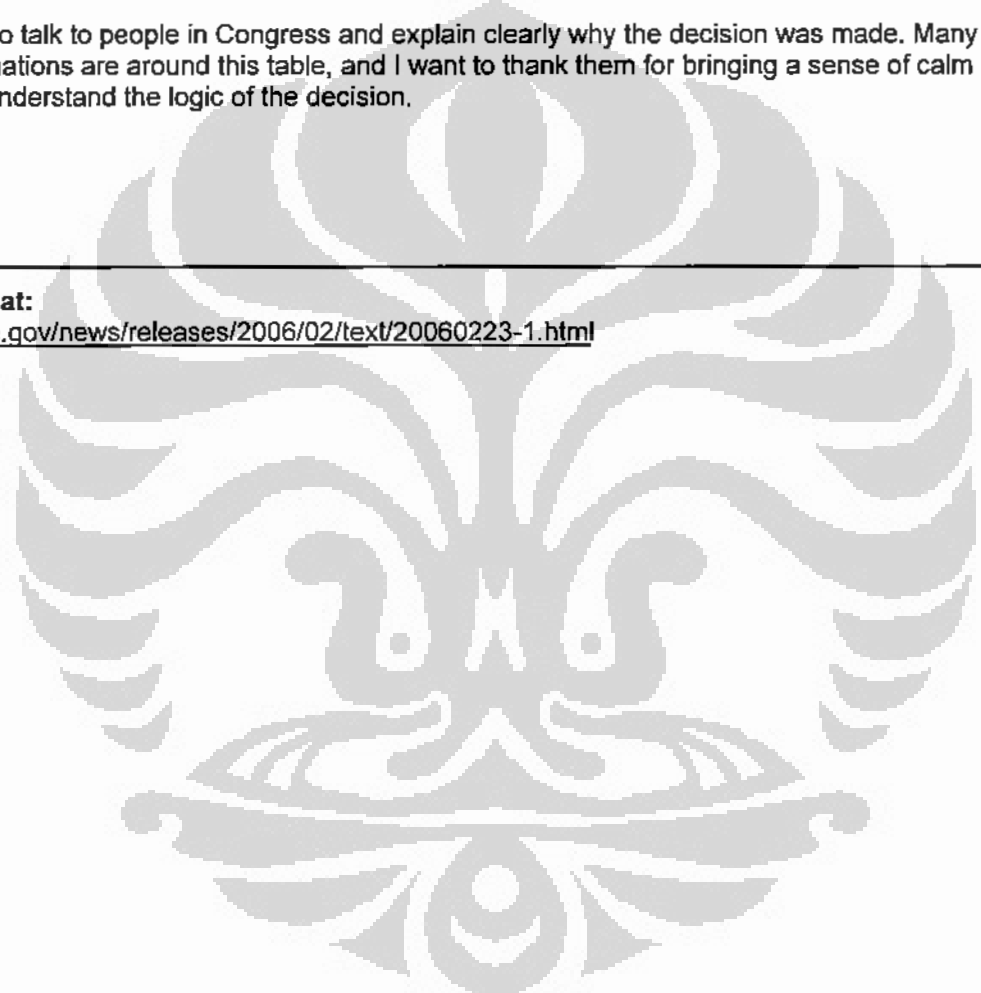 o talk to people in Congress and explain clearly why the decision was made. Many
ations are around this table, and I want to thank them for bringing a sense of calm
nderstand the logic of the decision.
at:
.gov/news/releases/2006/02/text/20060223-1.html